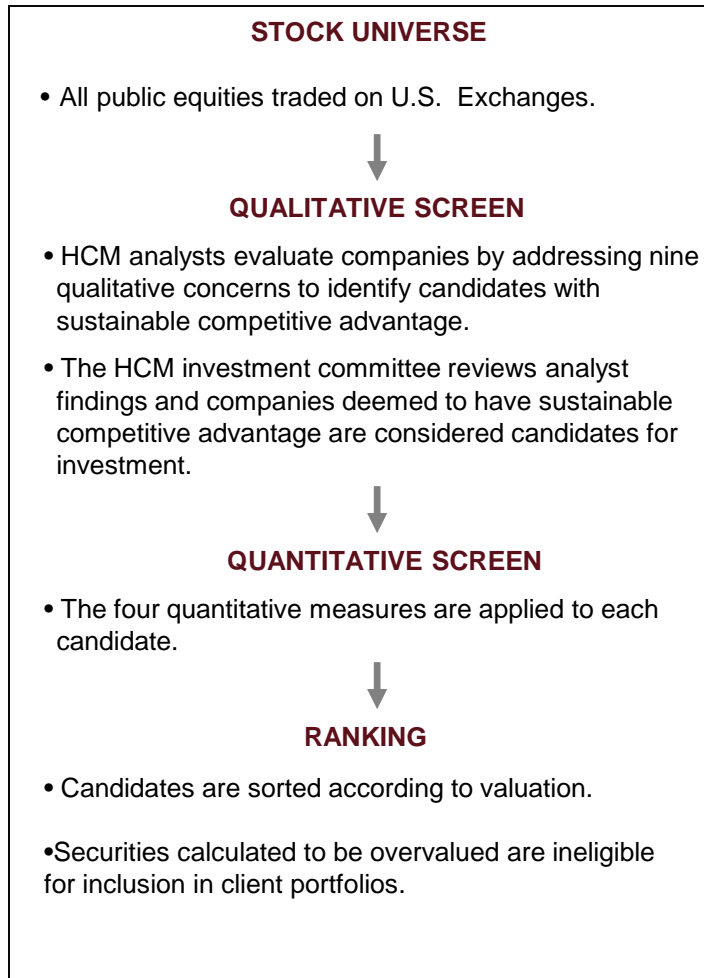 STOCK UNIVERSE
• All public equities traded on U.S.  Exchanges.
QUALITATIVE SCREEN
• HCM analysts evaluate companies by addressing nine
qualitative concerns to identify candidates with
sustainable competitive advantage.
• The HCM investment committee reviews analyst
findings and companies deemed to have sustainable
competitive advantage are considered candidates for
investment.
QUANTITATIVE SCREEN
• The four quantitative measures are applied to each
candidate.
RANKING
• Candidates are sorted according to valuation.
•Securities calculated to be overvalued are ineligible
for inclusion in client portfolios.